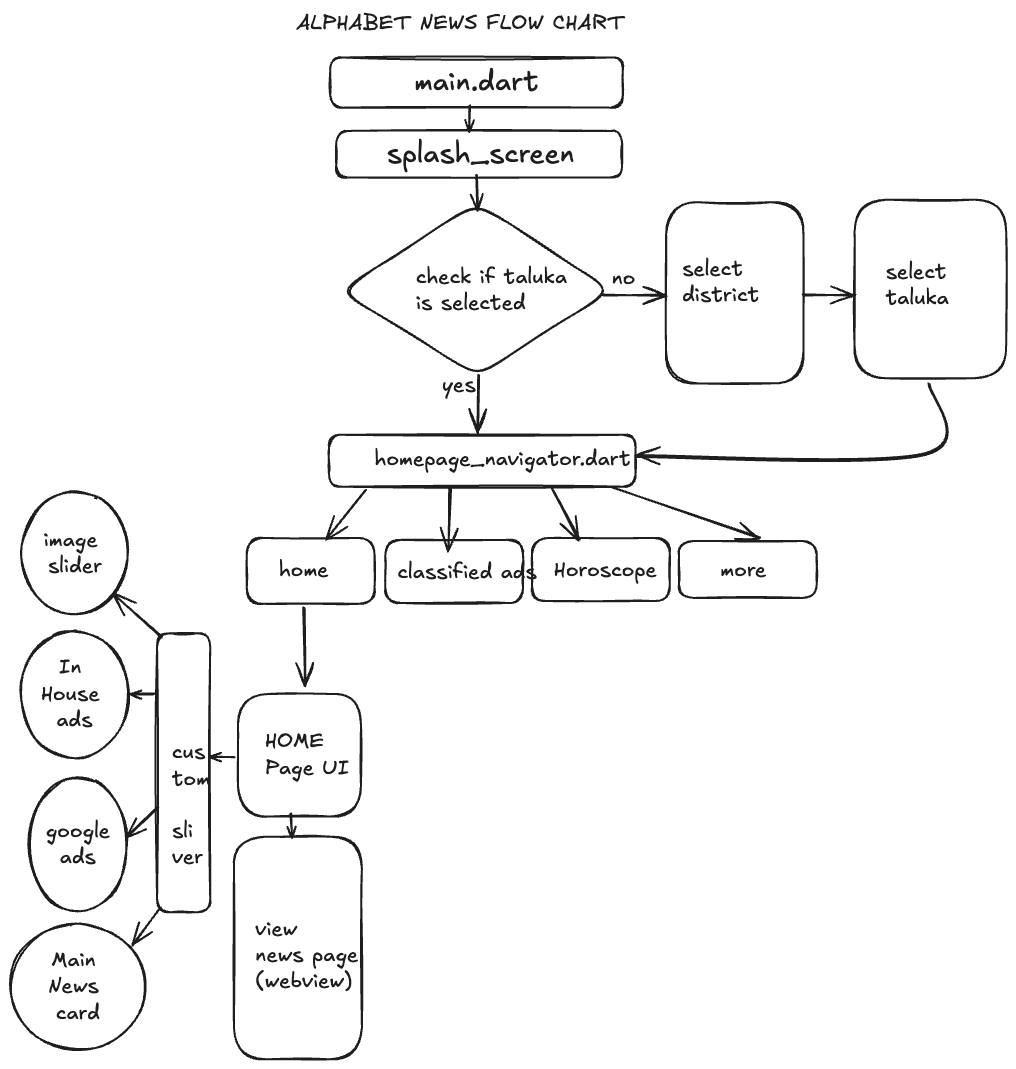 ALPHABET NEWS FLOW CHART
main.dart
splash_screen
check if taluka
is selected
no
select
district
select
taluka
yes
homepage_navigator.dart
home
classified ads
Horoscope
more
image
slider
In
House
ads
google
ads
Main
News
card
cus
tom
sli
ver
HOME
Page UI
view
news page
(webview)